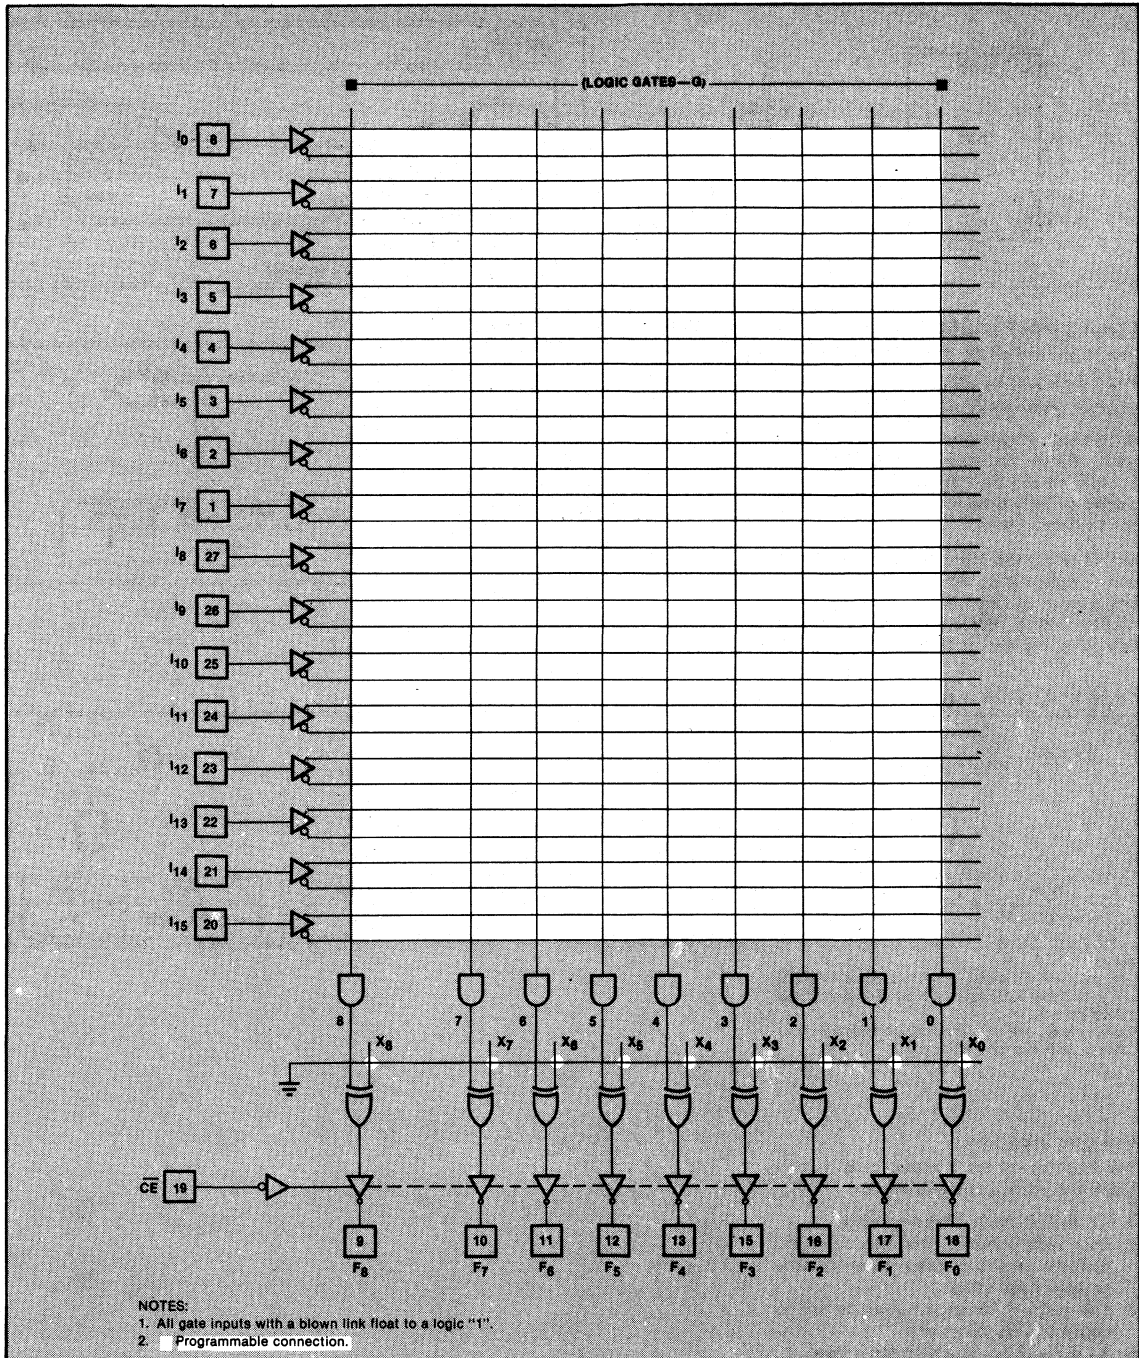 (LOGIC GATES—G)
I0 8
I1 7
I2 6
I3 5
I4 4
I5 3
I6 2
I7 1
I8 27
I9 26
I10 25
I11 24
I12 23
I13 22
I14 21
I15 20
8 7 6 5 4 3 2 1 0
X8 X7 X6 X5 X4 X3 X2 X1 X0
C̅E̅ 19
9 10 11 12 13 15 16 17 18
F8 F7 F6 F5 F4 F3 F2 F1 F0
NOTES:
1. All gate inputs with a blown link float to a logic "1".
2. Programmable connection.